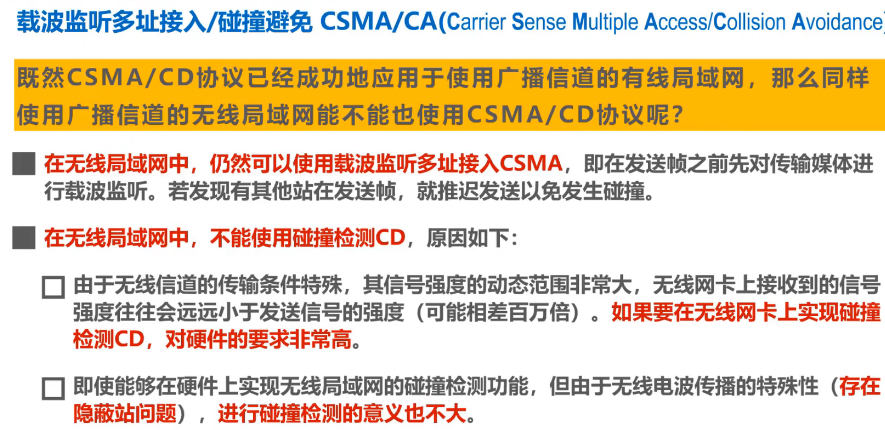 载波监听多址接入/碰撞避免 CSMA/CA(Carrier Sense Multiple Access/Collision Avoidance)
既然CSMA/CD协议已经成功地应用于使用广播信道的有线局域网，那么同样
使用广播信道的无线局域网能不能也使用CSMA/CD协议呢？
在无线局域网中，仍然可以使用载波监听多址接入CSMA，即在发送帧之前先对传输媒体进
行载波监听。若发现有其他站在发送帧，就推迟发送以免发生碰撞。
在无线局域网中，不能使用碰撞检测CD，原因如下：
由于无线信道的传输条件特殊，其信号强度的动态范围非常大，无线网卡上接收到的信号
强度往往会远远小于发送信号的强度（可能相差百万倍）。如果要在无线网卡上实现碰撞
检测CD，对硬件的要求非常高。
即使能够在硬件上实现无线局域网的碰撞检测功能，但由于无线电波传播的特殊性（存在
隐蔽站问题），进行碰撞检测的意义也不大。